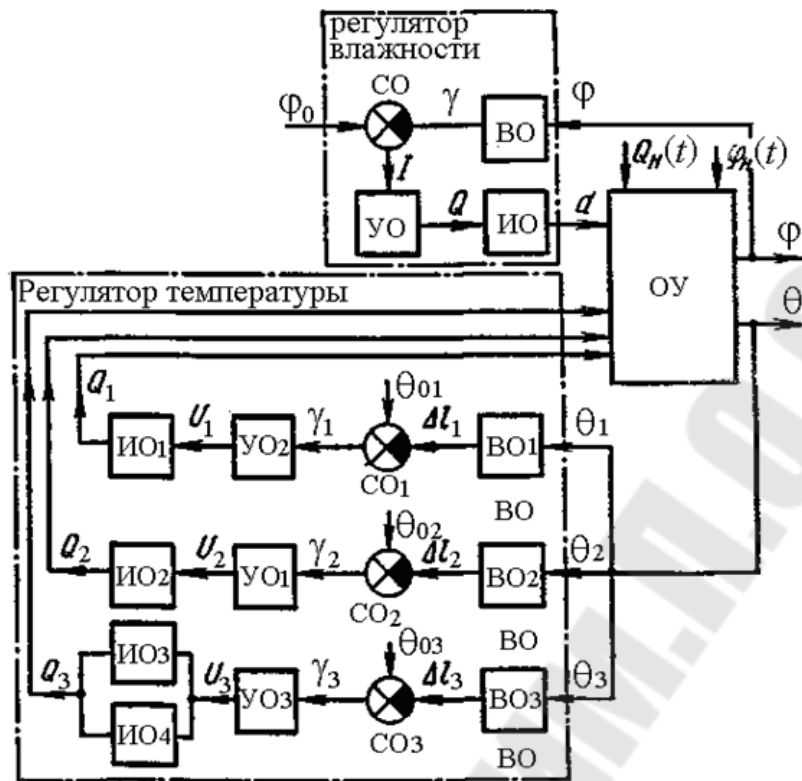 регулятор
влажности
СО γ φ
φ₀ ВО
I Qн(t) φн(t)
УО Q ИО d
ОУ φ
θ
Регулятор температуры
Q₁ θ₀₁
ИО₁ U₁ УО₂ γ₁ СО₁ Δl₁ ВО1 θ₁
ВО
Q₂ θ₀₂
ИО₂ U₂ УО₁ γ₂ СО₂ Δl₂ ВО2 θ₂
ВО
Q₃ θ₀₃
ИО3 U₃ УО3 γ₃ СО3 Δl₃ ВО3 θ₃
ИО4
ВО